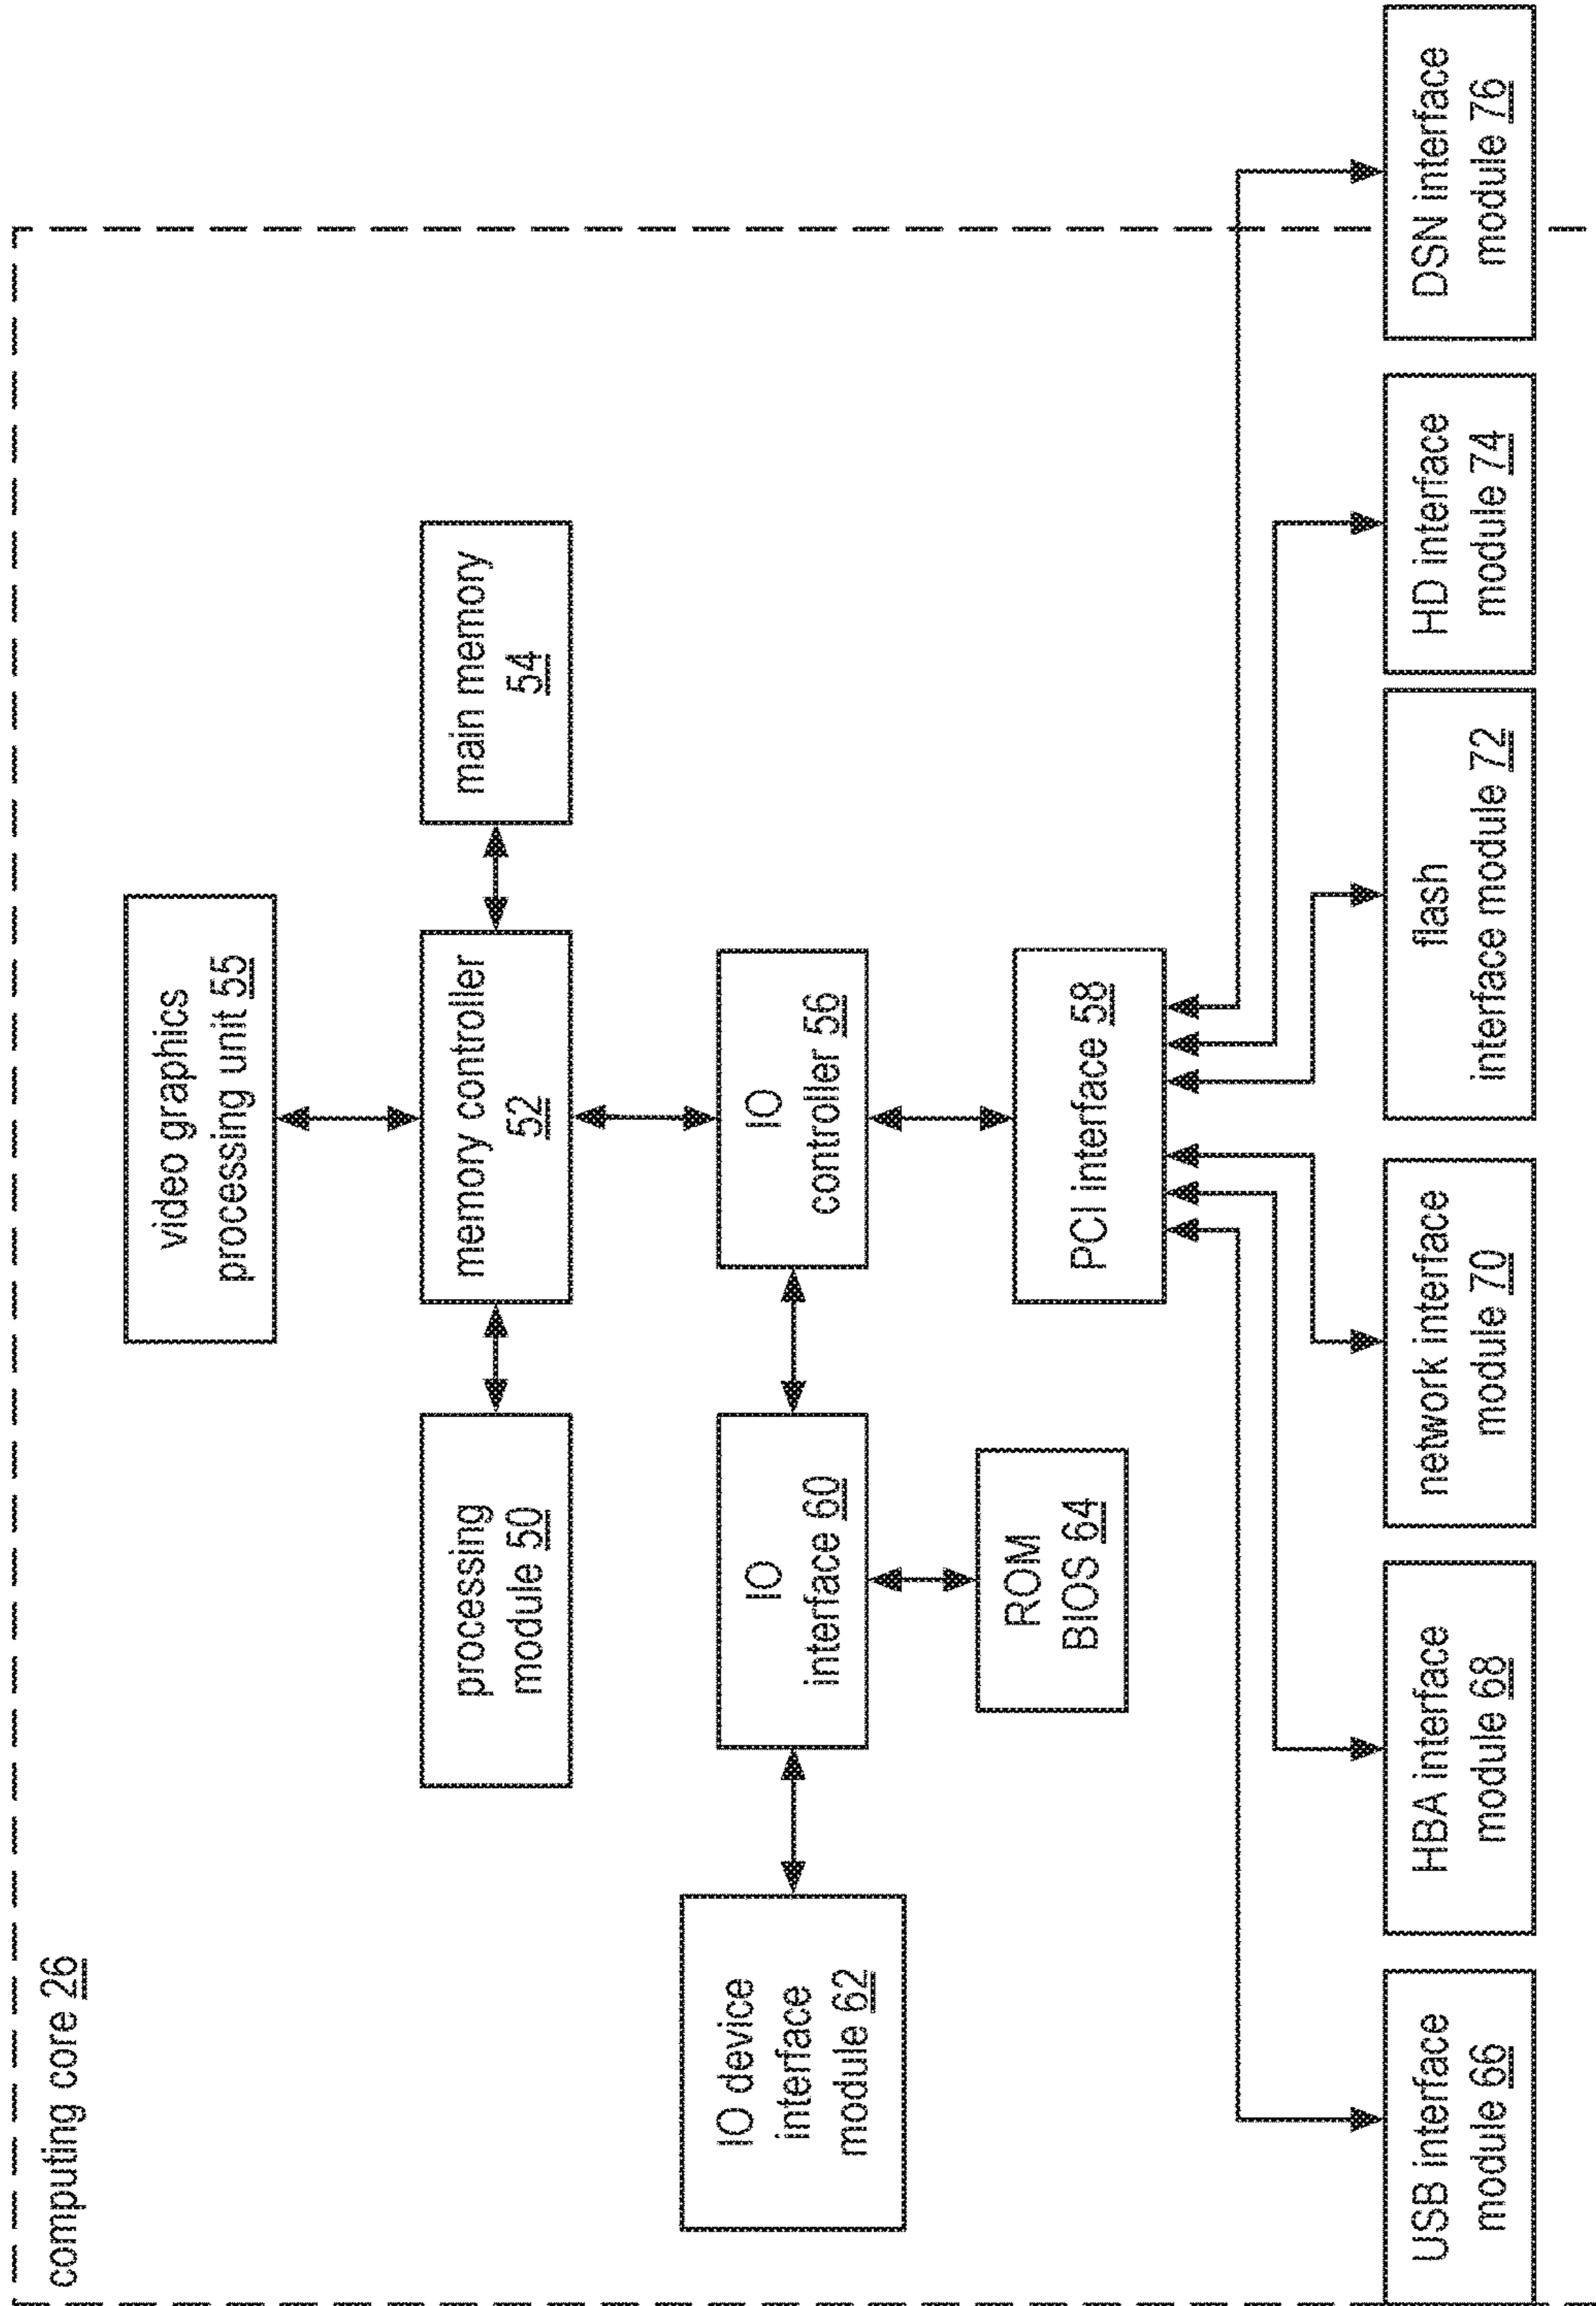 computing core 26
video graphics
processing unit 55
processing
module 50
memory controller
52
main memory
54
IO device
interface
module 62
IO
interface 60
IO
controller 56
ROM
BIOS 64
PCI interface 58
USB interface
module 66
HBA interface
module 68
network interface
module 70
flash
interface module 72
HD interface
module 74
DSN interface
module 76